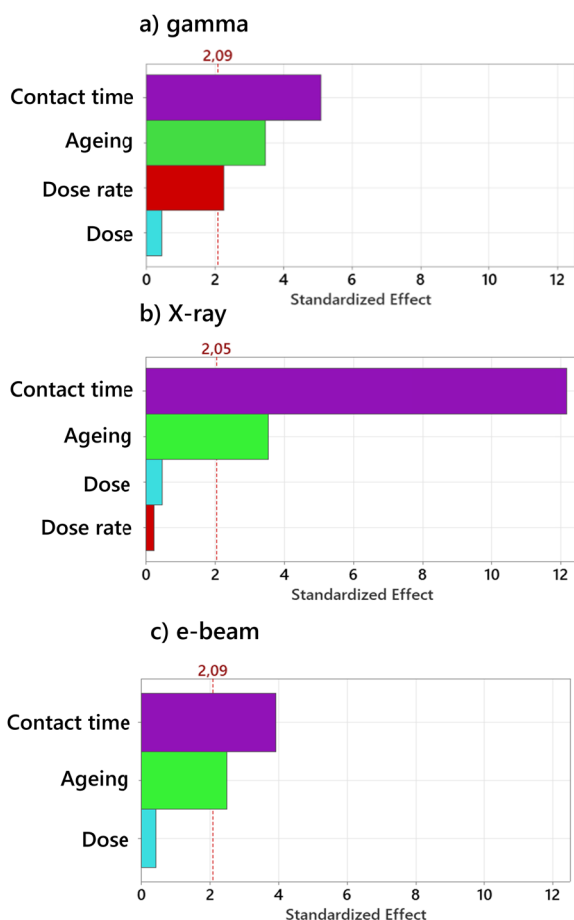 a) gamma
2,09
Contact time
Ageing
Dose rate
Dose
0 2 4 6 8 10 12
Standardized Effect
b) X-ray
2,05
Contact time
Ageing
Dose
Dose rate
0 2 4 6 8 10 12
Standardized Effect
c) e-beam
2,09
Contact time
Ageing
Dose
0 2 4 6 8 10 12
Standardized Effect